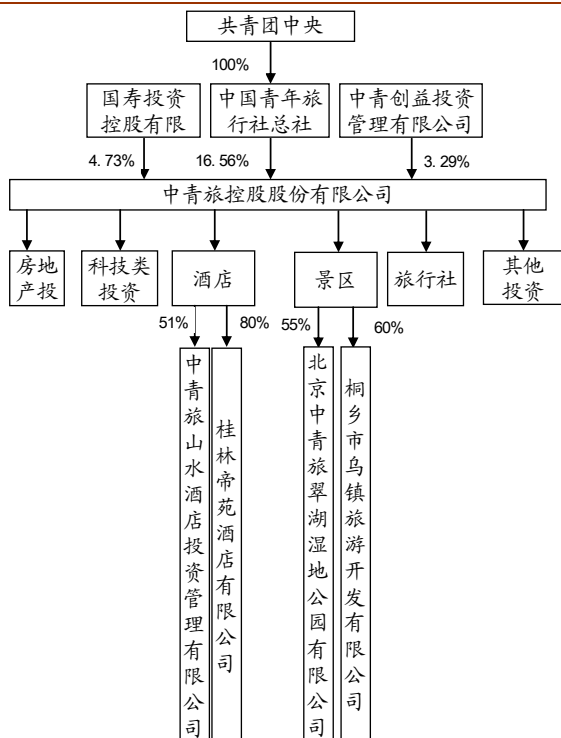 共青团中央
100%
国寿投资
控股有限
中国青年旅
行社总社
中青创益投资
管理有限公司
4.73%
16.56%
3.29%
中青旅控股股份有限公司
房地
产投
科技类
投资
酒店
景区
旅行社
其他
投资
51%
80%
55%
60%
中青旅山水酒店投资管理有限公司
桂林帝苑酒店有限公司
北京中青旅翠湖湿地公园有限公司
桐乡市乌镇旅游开发有限公司